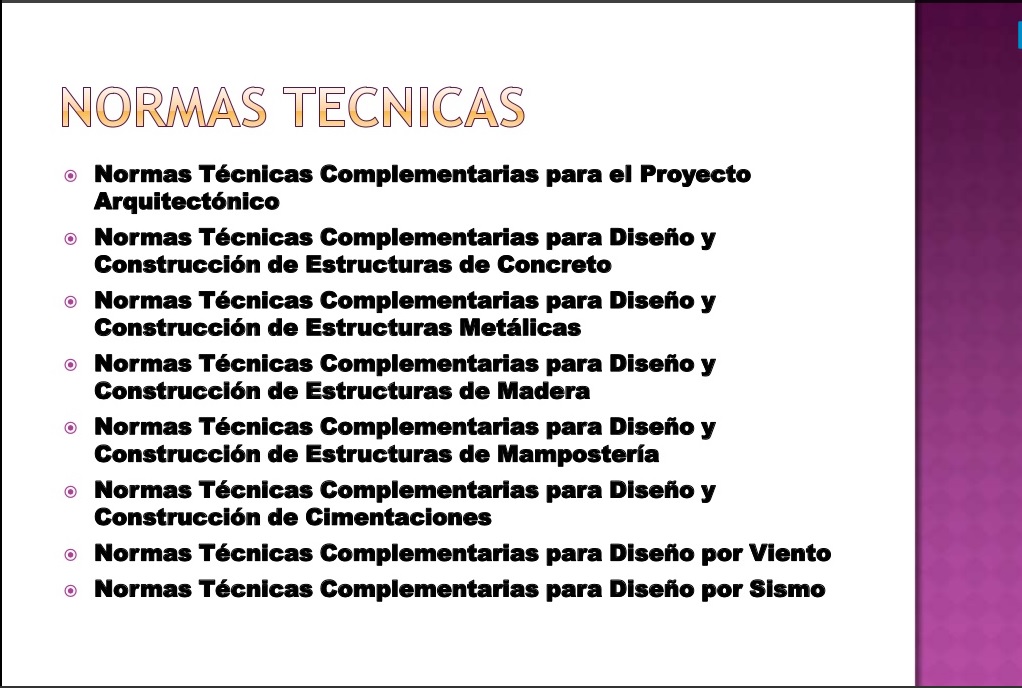 NORMAS TECNICAS
Normas Técnicas Complementarias para el Proyecto
Arquitectónico
Normas Técnicas Complementarias para Diseño y
Construcción de Estructuras de Concreto
Normas Técnicas Complementarias para Diseño y
Construcción de Estructuras Metálicas
Normas Técnicas Complementarias para Diseño y
Construcción de Estructuras de Madera
Normas Técnicas Complementarias para Diseño y
Construcción de Estructuras de Mampostería
Normas Técnicas Complementarias para Diseño y
Construcción de Cimentaciones
Normas Técnicas Complementarias para Diseño por Viento
Normas Técnicas Complementarias para Diseño por Sismo